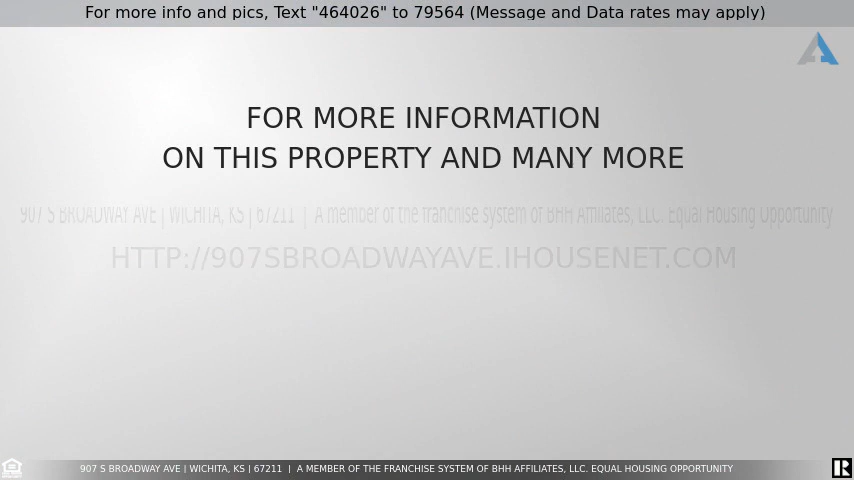 For more info and pics, Text "464026" to 79564 (Message and Data rates may apply)
FOR MORE INFORMATION
ON THIS PROPERTY AND MANY MORE
907 S BROADWAY AVE | WICHITA, KS | 67211 | A member of the franchise system of BHH Affiliates, LLC. Equal Housing Opportunity
HTTP://907SBROADWAYAVE.IHOUSENET.COM
907 S BROADWAY AVE | WICHITA, KS | 67211 | A MEMBER OF THE FRANCHISE SYSTEM OF BHH AFFILIATES, LLC. EQUAL HOUSING OPPORTUNITY